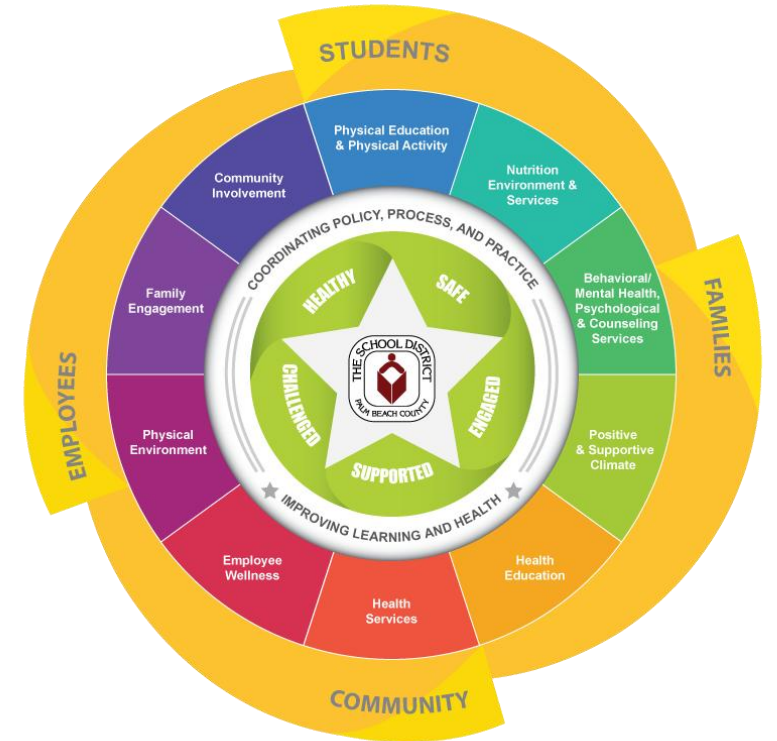 STUDENTS
Physical Education
& Physical Activity
Nutrition
Environment &
Services
Behavioral/
Mental Health,
Psychological
& Counseling
Services
Positive
& Supportive
Climate
Health
Education
Health
Services
Employee
Wellness
Physical
Environment
Family
Engagement
Community
Involvement
FAMILIES
COMMUNITY
EMPLOYEES
COORDINATING POLICY, PROCESS, AND PRACTICE
IMPROVING LEARNING AND HEALTH
HEALTHY
SAFE
ENGAGED
SUPPORTED
CHALLENGED
THE SCHOOL DISTRICT
PALM BEACH COUNTY